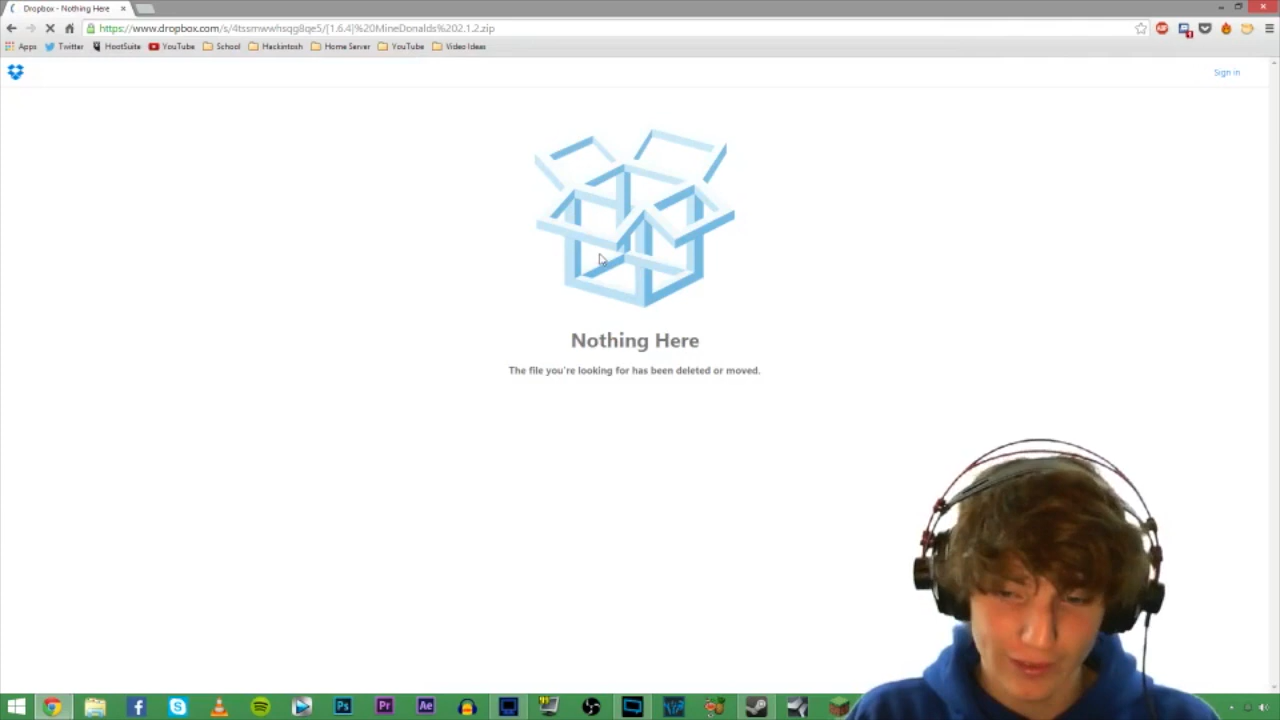 Dropbox - Nothing Here
https://www.dropbox.com/s/4tssmwwhsqg8qe5/[1.6.4]%20MineDonalds%202.1.2.zip
Apps Twitter HootSuite YouTube School Hackintosh Home Server YouTube Video Ideas
Sign in
Nothing Here
The file you're looking for has been deleted or moved.